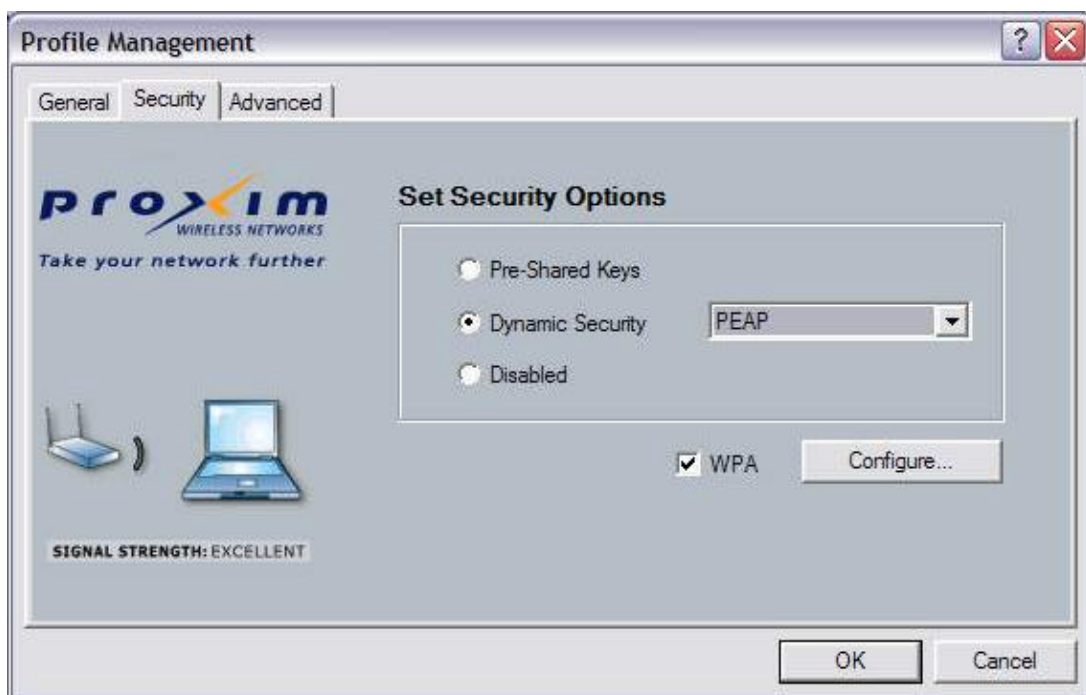 Profile Management
?
General Security Advanced
proxim
WIRELESS NETWORKS
Take your network further
Set Security Options
Pre-Shared Keys
Dynamic Security PEAP
Disabled
WPA Configure...
SIGNAL STRENGTH: EXCELLENT
OK Cancel